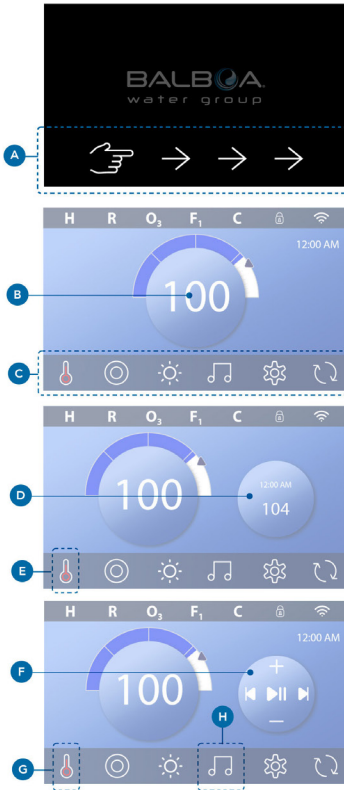 BALBOA
water group
A
H R O3 F1 C
12:00 AM
B
100
C
H R O3 F1 C
D
100
12:00 AM
104
E
H R O3 F1 C
12:00 AM
F
100
H
G